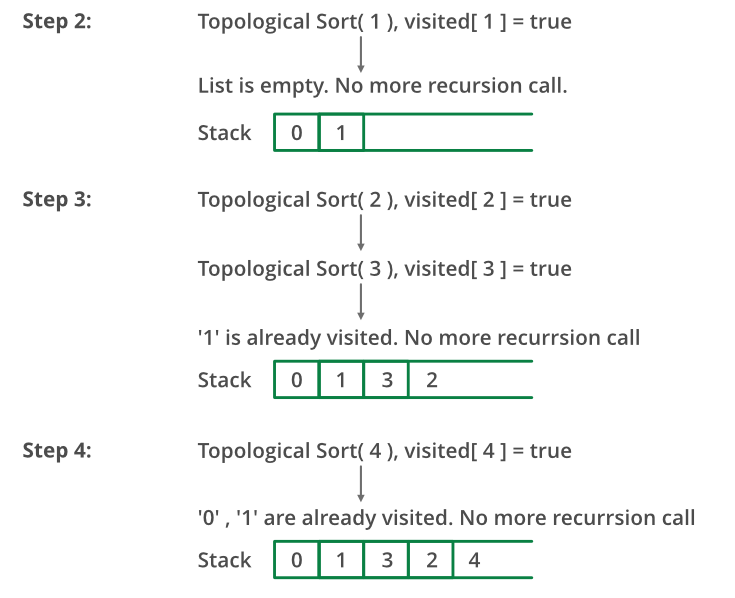 Step 2: Topological Sort( 1 ), visited[ 1 ] = true
List is empty. No more recursion call.
Stack 0 1
Step 3: Topological Sort( 2 ), visited[ 2 ] = true
Topological Sort( 3 ), visited[ 3 ] = true
'1' is already visited. No more recurrsion call
Stack 0 1 3 2
Step 4: Topological Sort( 4 ), visited[ 4 ] = true
'0' , '1' are already visited. No more recurrsion call
Stack 0 1 3 2 4